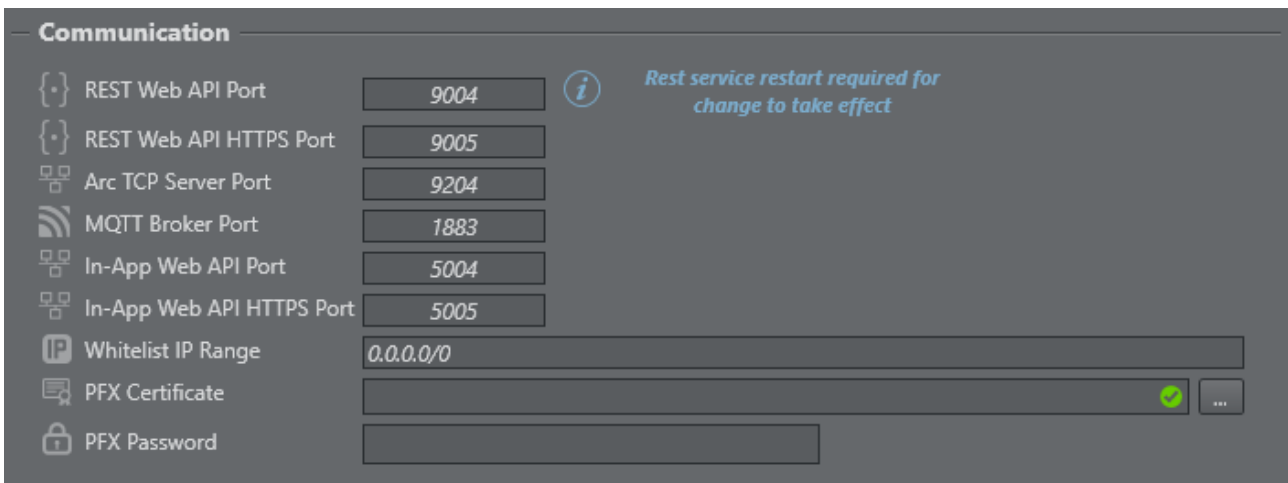 Communication
REST Web API Port 9004 Rest service restart required for
change to take effect
REST Web API HTTPS Port 9005
Arc TCP Server Port 9204
MQTT Broker Port 1883
In-App Web API Port 5004
In-App Web API HTTPS Port 5005
IP Whitelist IP Range 0.0.0.0/0
PFX Certificate ...
PFX Password